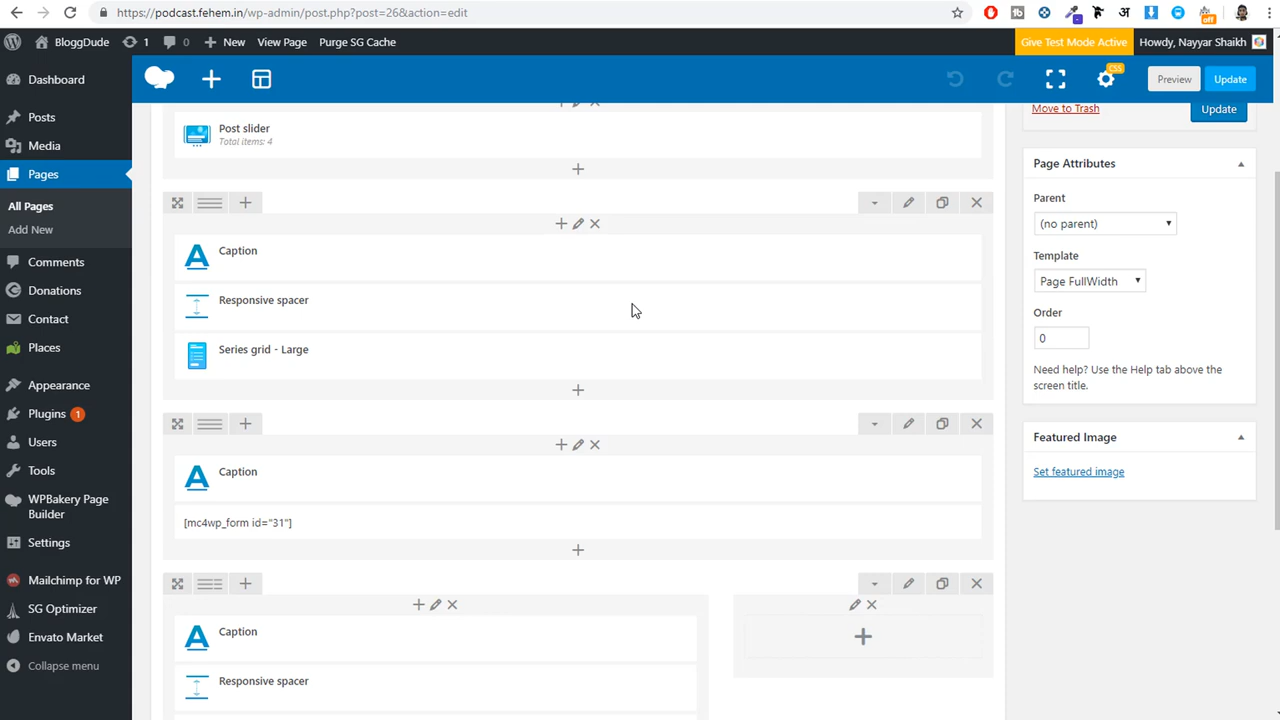 https://podcast.fehem.in/wp-admin/post.php?post=26&action=edit
अ
off
BloggDude
1
0
New
View Page
Purge SG Cache
Give Test Mode Active
Howdy, Nayyar Shaikh
Dashboard
Posts
Media
Pages
All Pages
Add New
Comments
Donations
Contact
Places
Appearance
Plugins 1
Users
Tools
WPBakery Page
Builder
Settings
Mailchimp for WP
SG Optimizer
Envato Market
Collapse menu
CSS
Preview
Update
Post slider
Total items: 4
Caption
Responsive spacer
Series grid - Large
Caption
[mc4wp_form id="31"]
Caption
Responsive spacer
Move to Trash
Update
Page Attributes
Parent
(no parent)
Template
Page FullWidth
Order
0
Need help? Use the Help tab above the
screen title.
Featured Image
Set featured image